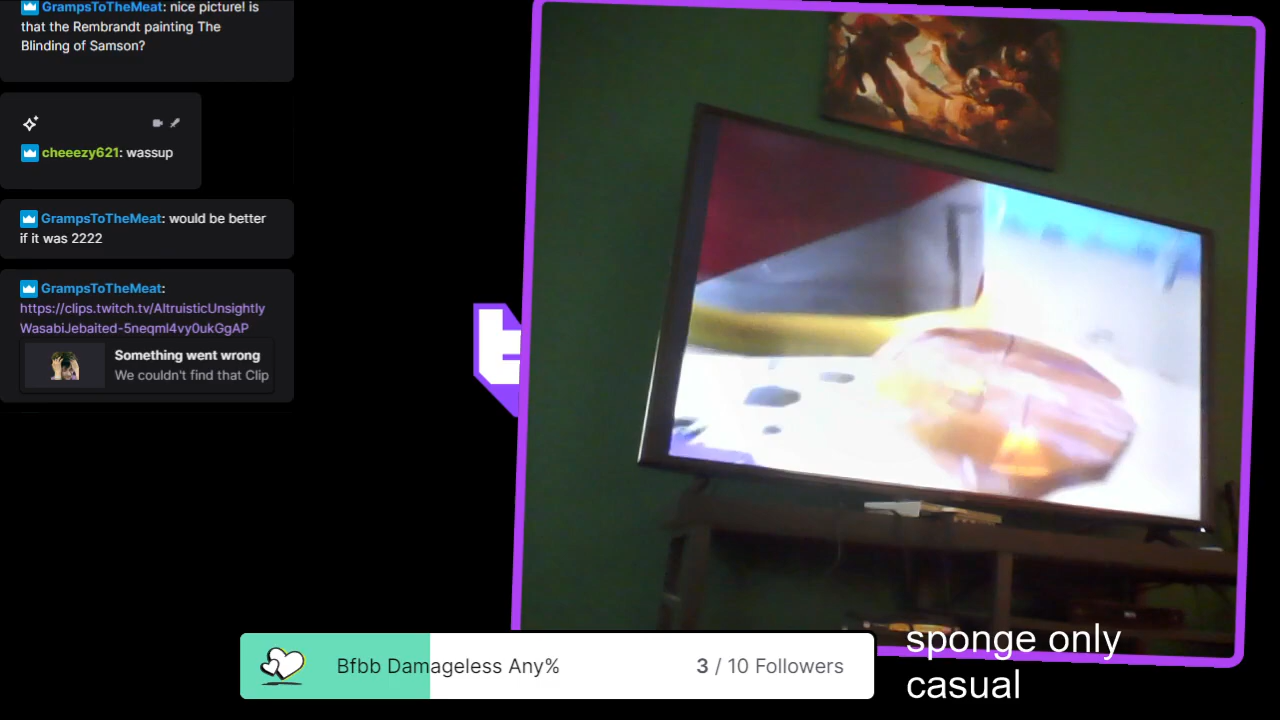 GrampsToTheMeat: nice picture! is
that the Rembrandt painting The
Blinding of Samson?
cheeezy621: wassup
GrampsToTheMeat: would be better
if it was 2222
GrampsToTheMeat:
https://clips.twitch.tv/AltruisticUnsightly
WasabiJebaited-5neqml4vy0ukGgAP
Something went wrong
We couldn't find that Clip
Bfbb Damageless Any%
3 / 10 Followers
sponge only
casual